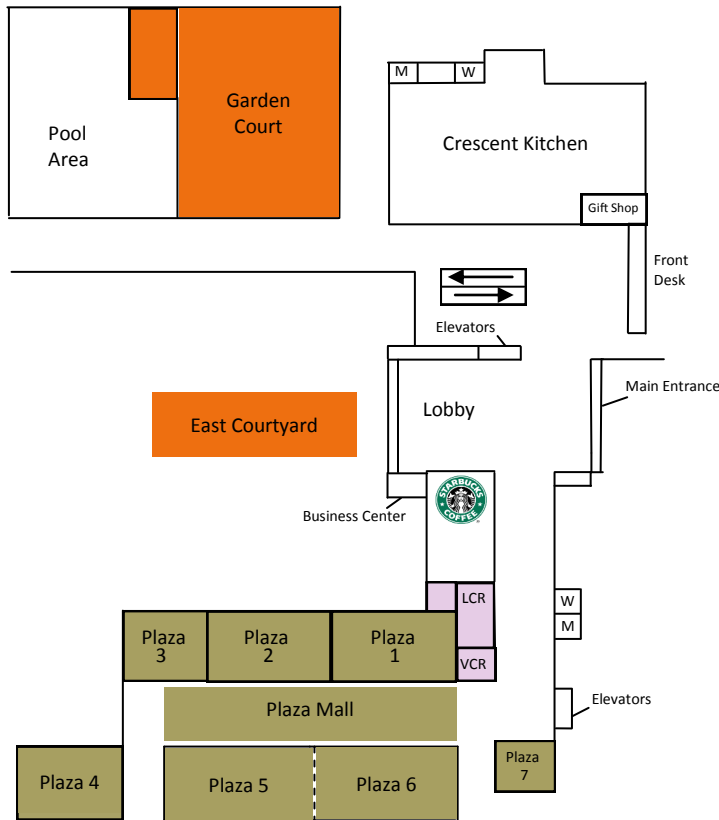 M
W
Garden
Court
Pool
Area
Crescent Kitchen
Gift Shop
Front
Desk
Elevators
Main Entrance
Lobby
East Courtyard
STARBUCKS
COFFEE
Business Center
LCR
W
M
Plaza
3
Plaza
2
Plaza
1
VCR
Plaza Mall
Elevators
Plaza 4
Plaza 5
Plaza 6
Plaza
7